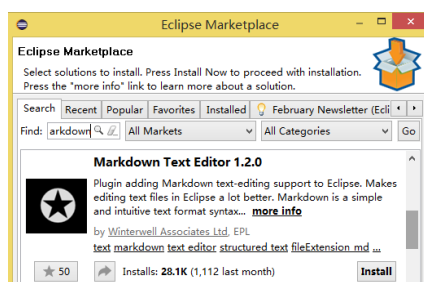 Eclipse Marketplace
Eclipse Marketplace
Select solutions to install. Press Install Now to proceed with installation.
Press the "more info" link to learn more about a solution.
Search Recent Popular Favorites Installed February Newsletter (Ecli
Find: arkdown All Markets All Categories Go
Markdown Text Editor 1.2.0
Plugin adding Markdown text-editing support to Eclipse. Makes
editing text files in Eclipse a lot better. Markdown is a simple
and intuitive text format syntax... more info
by Winterwell Associates Ltd, EPL
text markdown text editor structured text fileExtension_md ...
50 Installs: 28.1K (1,112 last month) Install